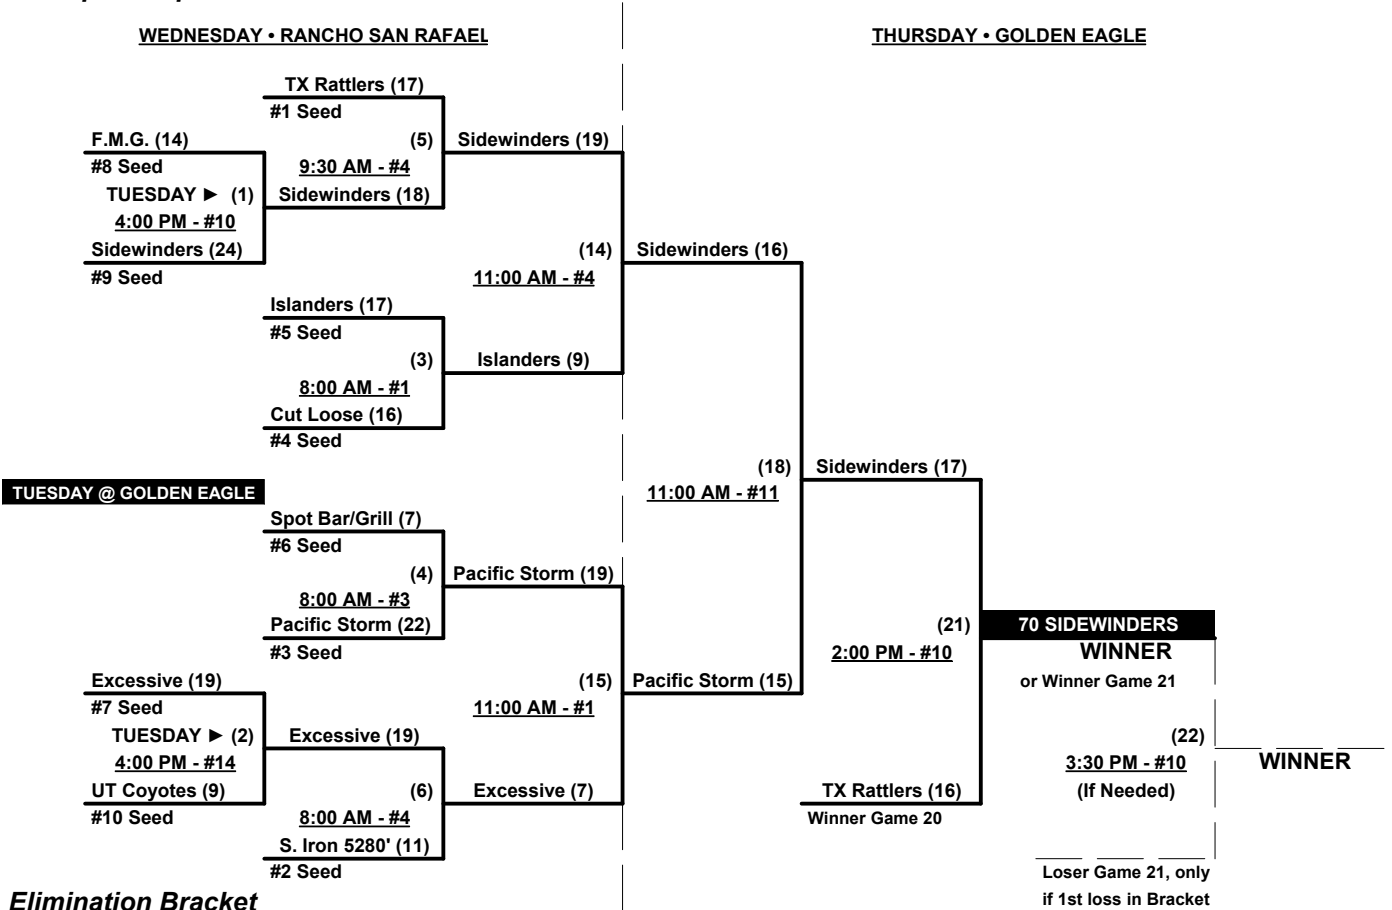 WEDNESDAY • RANCHO SAN RAFAEL
THURSDAY • GOLDEN EAGLE
TX Rattlers (17)
#1 Seed
F.M.G. (14)
(5)
Sidewinders (19)
#8 Seed
9:30 AM - #4
TUESDAY ► (1)
Sidewinders (18)
4:00 PM - #10
Sidewinders (24)
(14)
Sidewinders (16)
#9 Seed
11:00 AM - #4
Islanders (17)
#5 Seed
(3)
Islanders (9)
8:00 AM - #1
Cut Loose (16)
#4 Seed
(18)
Sidewinders (17)
TUESDAY @ GOLDEN EAGLE
11:00 AM - #11
Spot Bar/Grill (7)
#6 Seed
(4)
Pacific Storm (19)
8:00 AM - #3
Pacific Storm (22)
(21)
70 SIDEWINDERS
#3 Seed
2:00 PM - #10
WINNER
Excessive (19)
(15)
Pacific Storm (15)
or Winner Game 21
#7 Seed
11:00 AM - #1
TUESDAY ► (2)
Excessive (19)
(22)
4:00 PM - #14
3:30 PM - #10
WINNER
UT Coyotes (9)
(6)
Excessive (7)
TX Rattlers (16)
(If Needed)
#10 Seed
8:00 AM - #4
Winner Game 20
S. Iron 5280' (11)
#2 Seed
Loser Game 21, only
if 1st loss in Bracket
Elimination Bracket